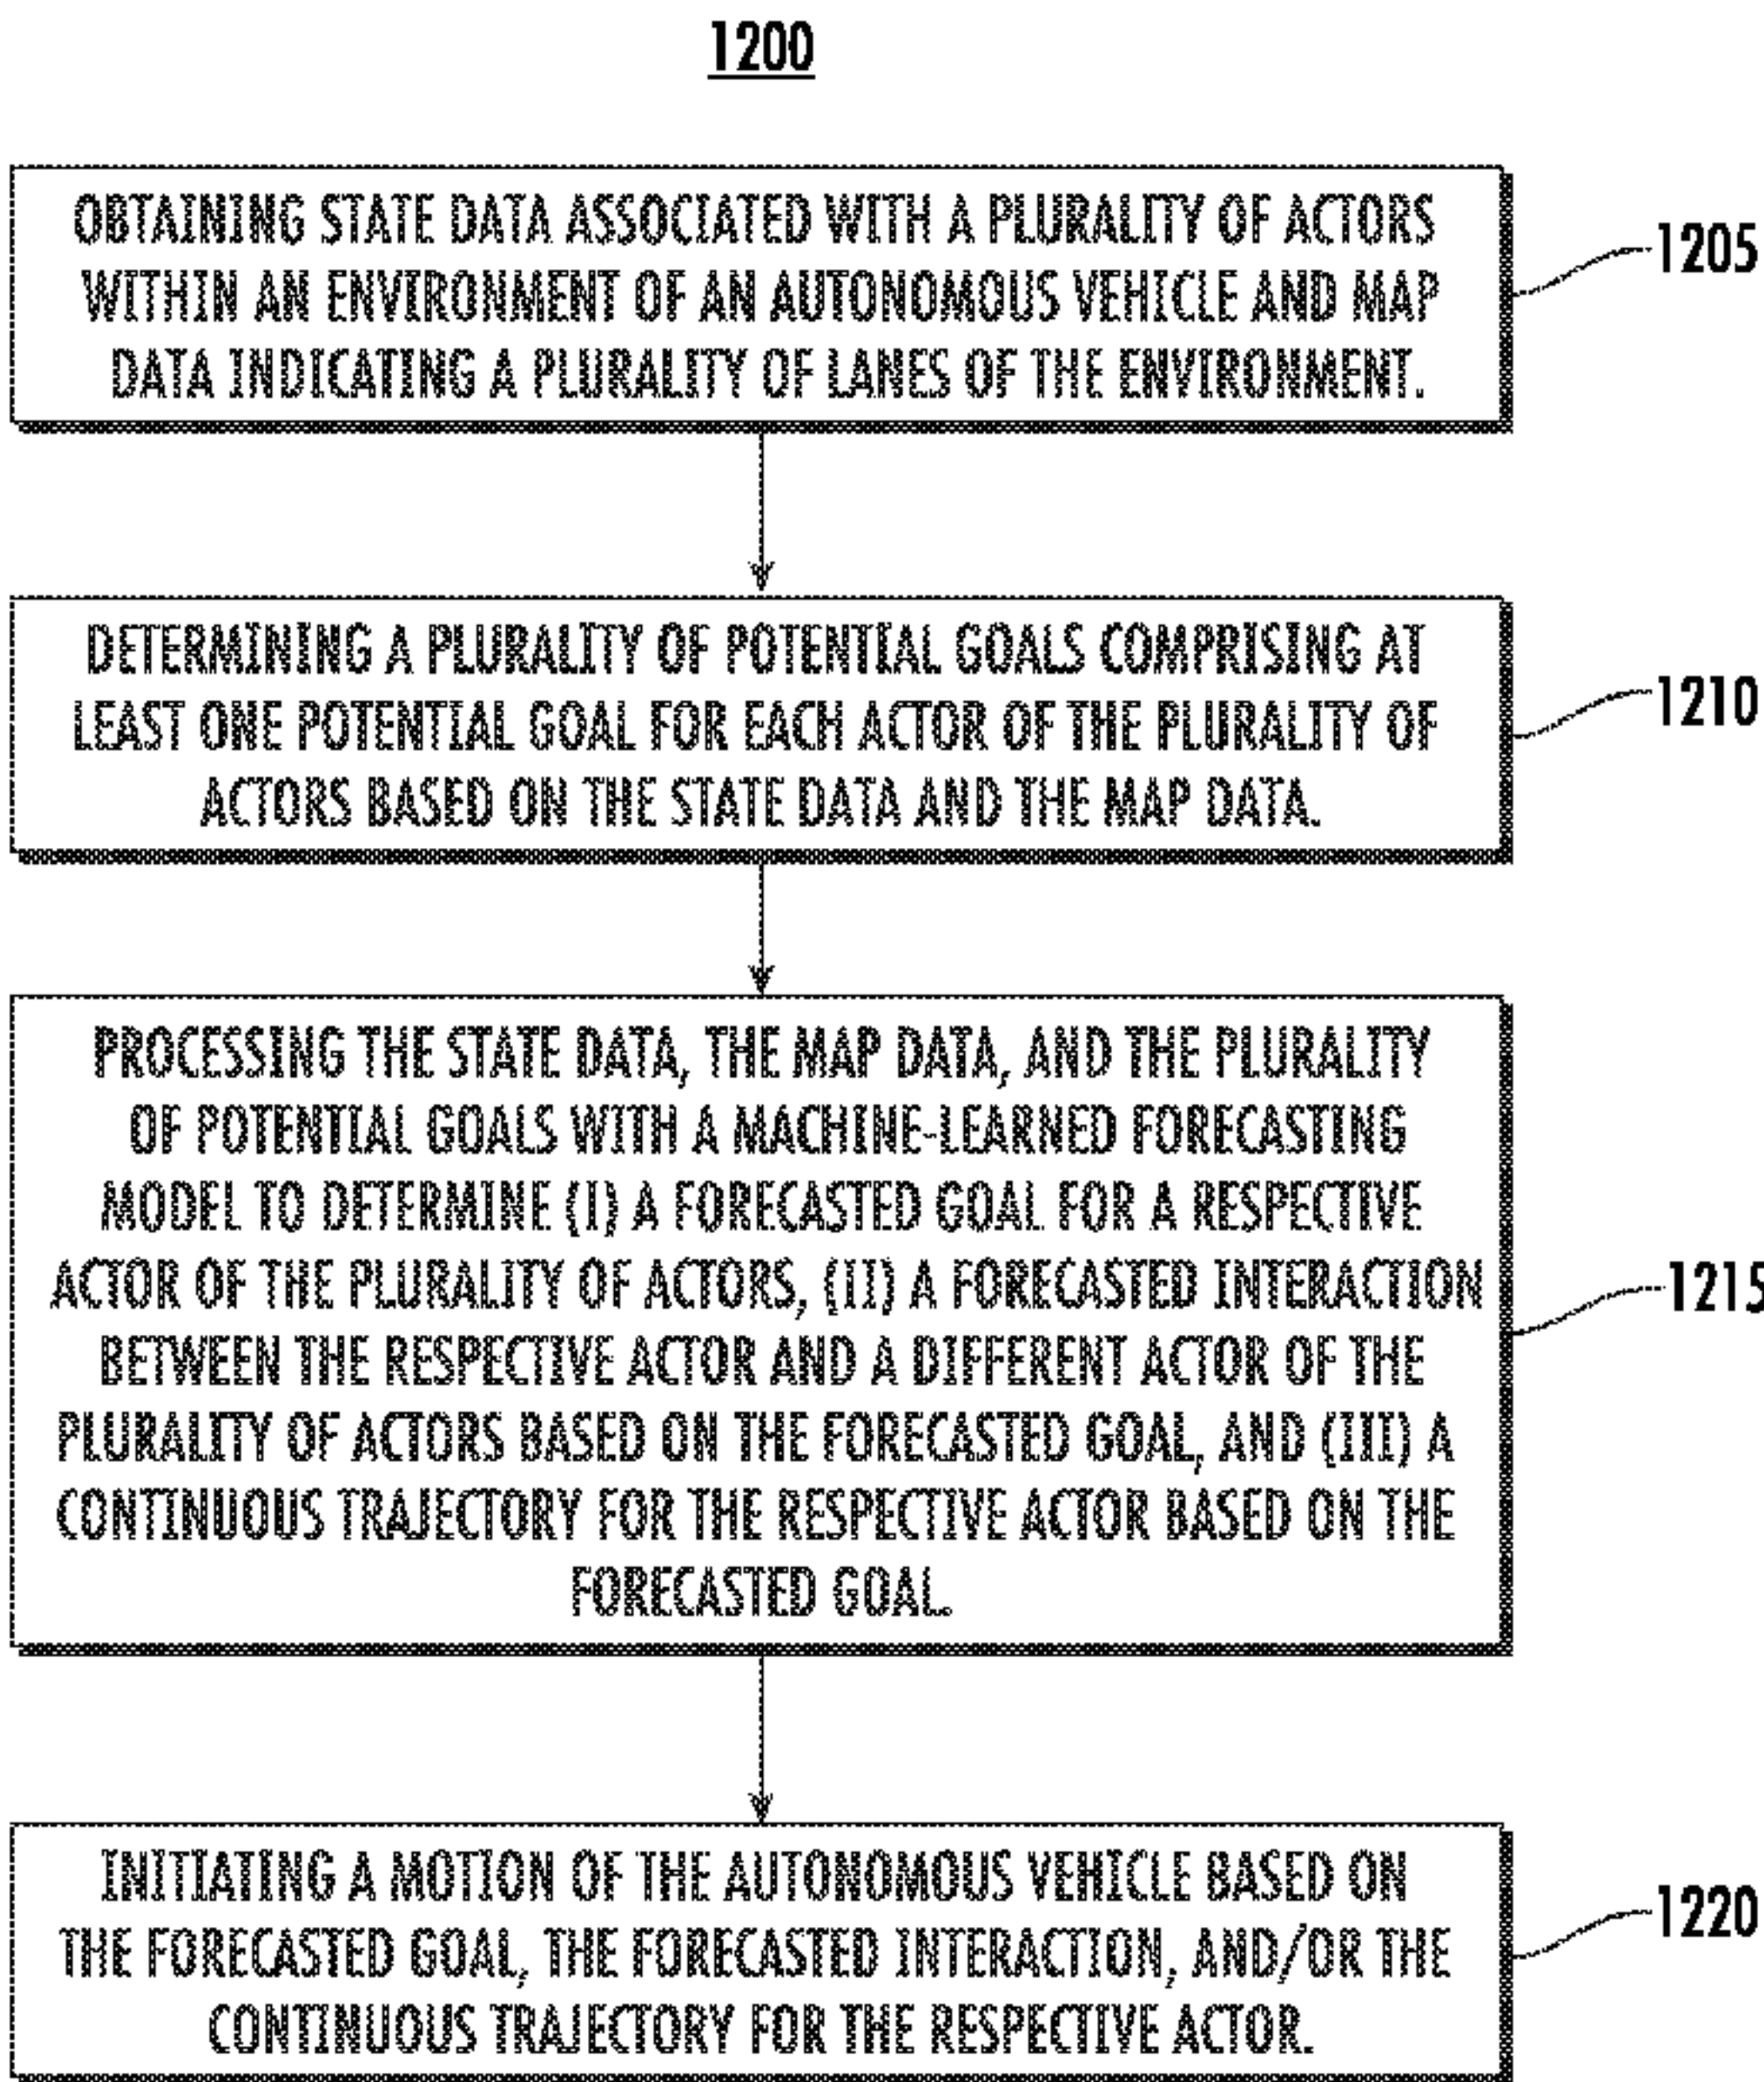 1200
OBTAINING STATE DATA ASSOCIATED WITH A PLURALITY OF ACTORS
WITHIN AN ENVIRONMENT OF AN AUTONOMOUS VEHICLE AND MAP
DATA INDICATING A PLURALITY OF LANES OF THE ENVIRONMENT.
1205
DETERMINING A PLURALITY OF POTENTIAL GOALS COMPRISING AT
LEAST ONE POTENTIAL GOAL FOR EACH ACTOR OF THE PLURALITY OF
ACTORS BASED ON THE STATE DATA AND THE MAP DATA.
1210
PROCESSING THE STATE DATA, THE MAP DATA, AND THE PLURALITY
OF POTENTIAL GOALS WITH A MACHINE-LEARNED FORECASTING
MODEL TO DETERMINE (I) A FORECASTED GOAL FOR A RESPECTIVE
ACTOR OF THE PLURALITY OF ACTORS, (II) A FORECASTED INTERACTION
BETWEEN THE RESPECTIVE ACTOR AND A DIFFERENT ACTOR OF THE
PLURALITY OF ACTORS BASED ON THE FORECASTED GOAL, AND (III) A
CONTINUOUS TRAJECTORY FOR THE RESPECTIVE ACTOR BASED ON THE
FORECASTED GOAL.
1215
INITIATING A MOTION OF THE AUTONOMOUS VEHICLE BASED ON
THE FORECASTED GOAL, THE FORECASTED INTERACTION, AND/OR THE
CONTINUOUS TRAJECTORY FOR THE RESPECTIVE ACTOR.
1220